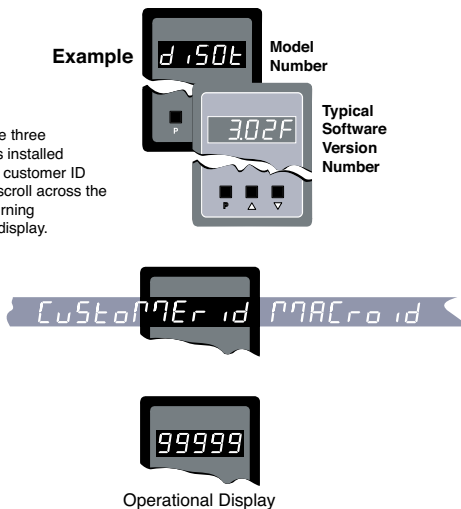 Example
di50t
Model
Number
P
3.02F
Typical
Software
Version
Number
P
e three
s installed
customer ID
scroll across the
rning
display.
CuStoMEr id MACro id
99999
Operational Display